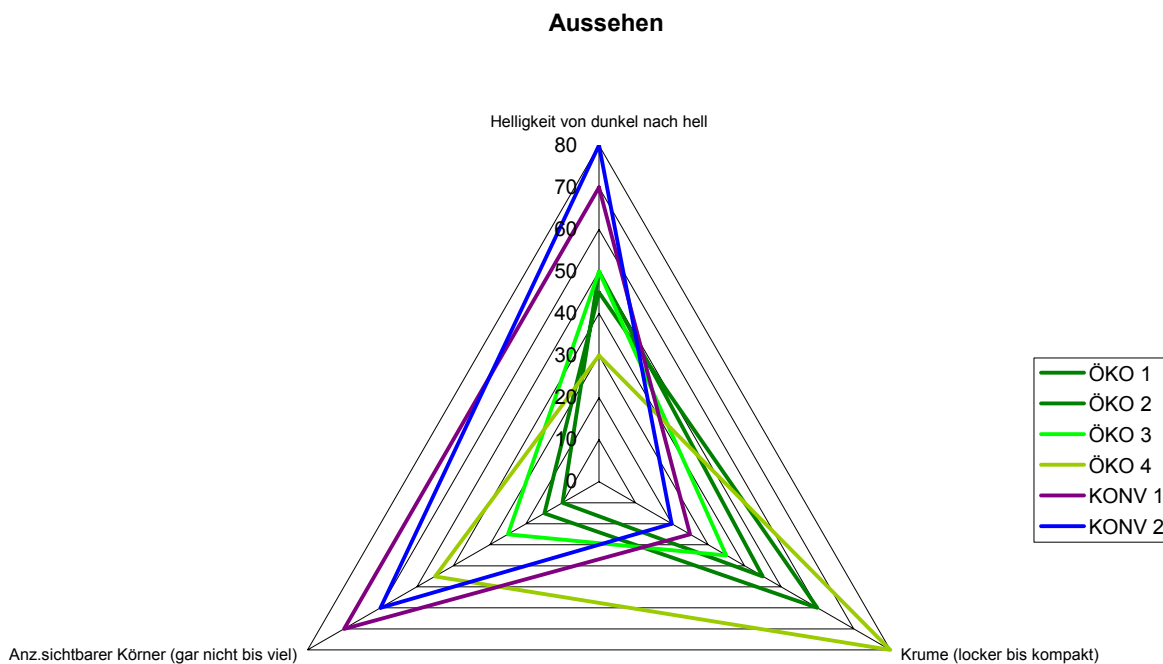 Aussehen
Helligkeit von dunkel nach hell
80
70
60
50
40
30
20
10
0
ÖKO 1
ÖKO 2
ÖKO 3
ÖKO 4
KONV 1
KONV 2
Anz.sichtbarer Körner (gar nicht bis viel)
Krume (locker bis kompakt)